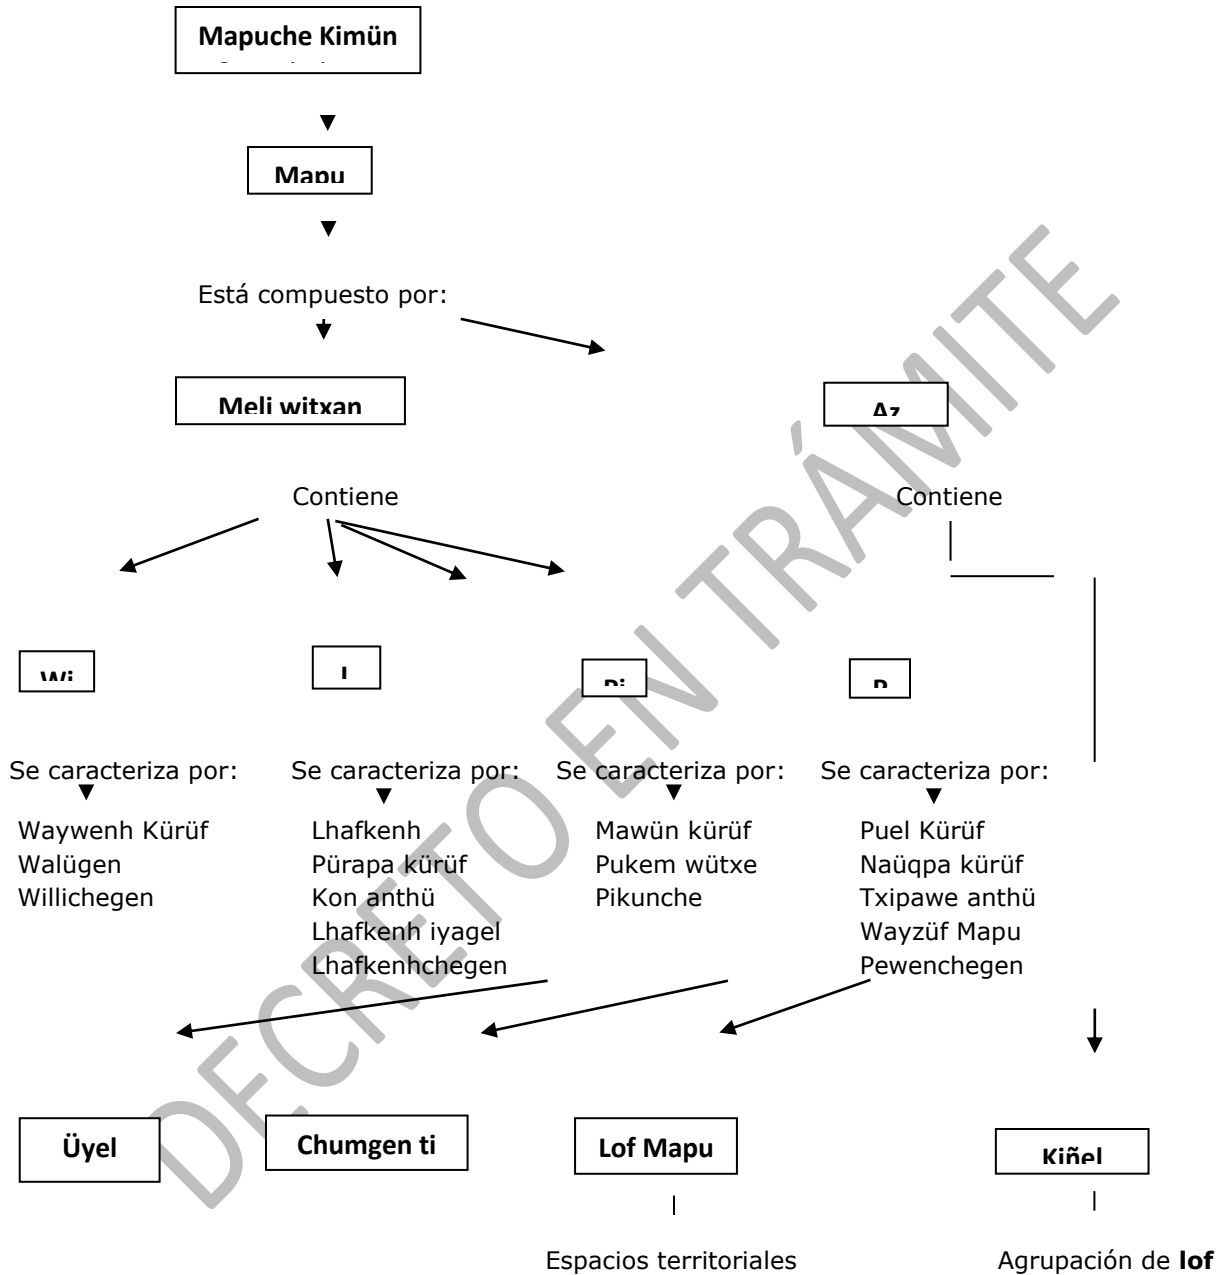 Mapuche Kimün
Mapu
Está compuesto por:
Meli witxan
Az
Contiene
Contiene
Wi
Pi
P
Se caracteriza por:
Se caracteriza por:
Se caracteriza por:
Se caracteriza por:
Waywenh Kürüf
Walügen
Willichegen
Lhafkenh
Pürapa kürüf
Kon anthü
Lhafkenh iyagel
Lhafkenhchegen
Mawün kürüf
Pukem wütxe
Pikunche
Puel Kürüf
Naüqpa kürüf
Txipawe anthü
Wayzüf Mapu
Pewenchegen
Üyel
Chumgen ti
Lof Mapu
Kiñel
Espacios territoriales
Agrupación de lof
DECRETO EN TRÁMITE